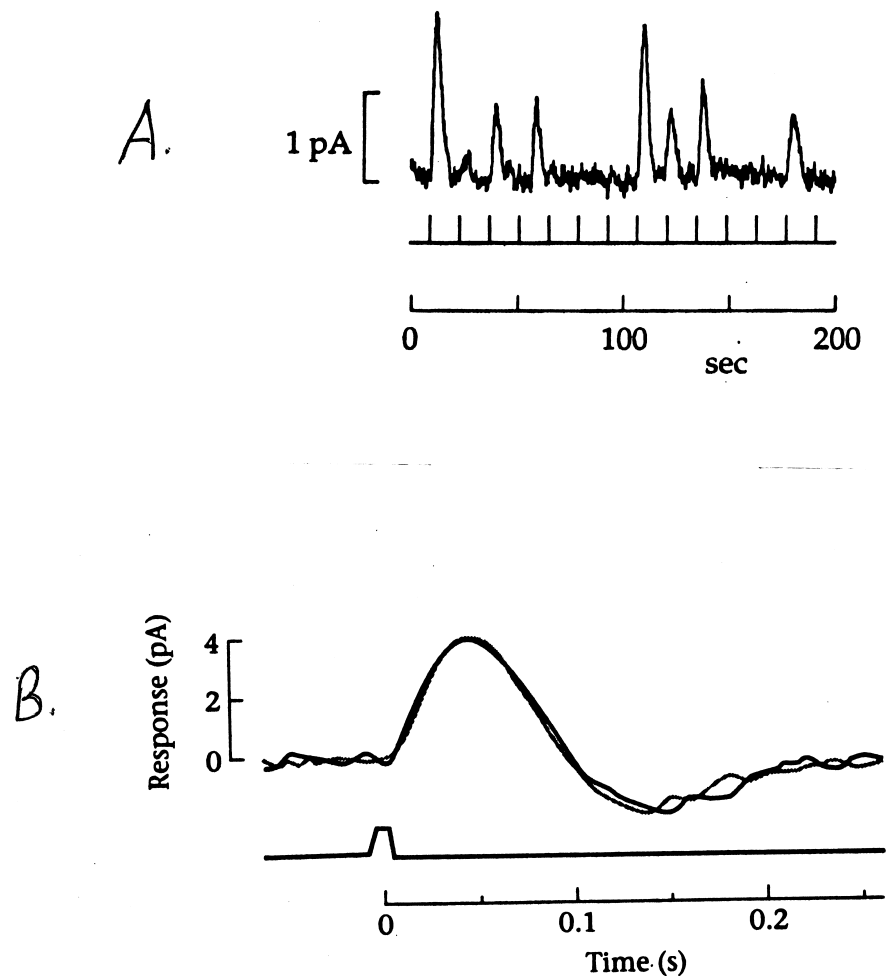 A.
1 pA
0 100 200
sec
B.
Response (pA)
4
2
0
0 0.1 0.2
Time (s)